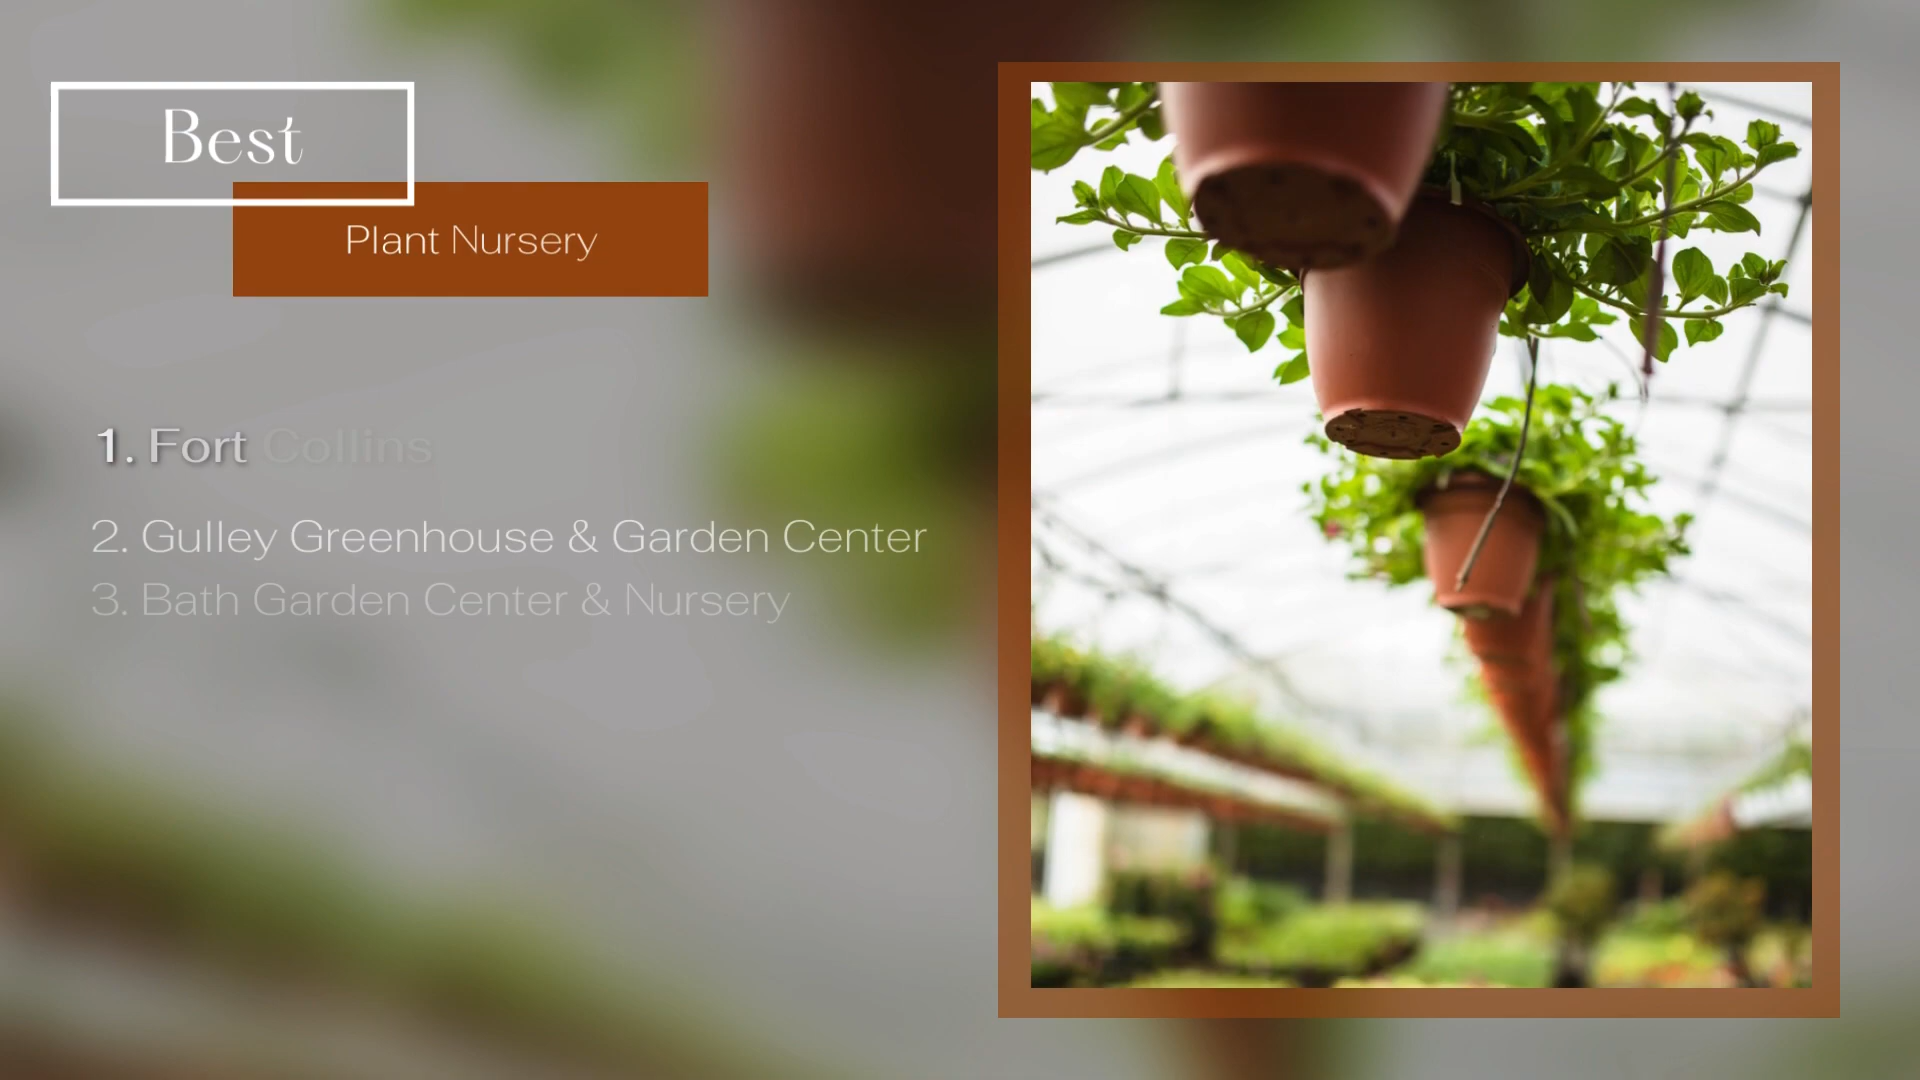 Best
Plant Nursery
1. Fort Collins
2. Gulley Greenhouse & Garden Center
3. Bath Garden Center & Nursery